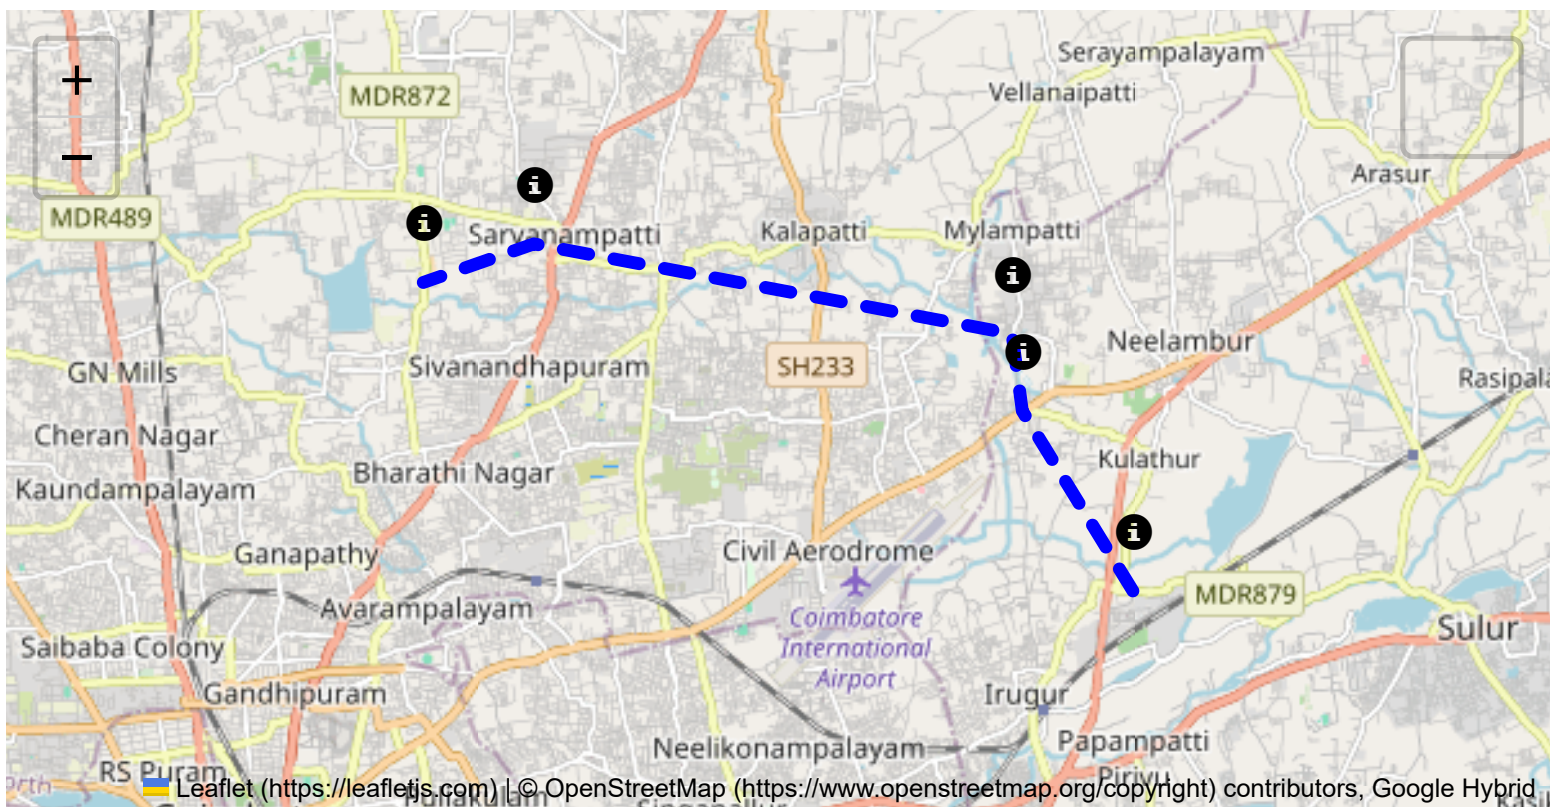 Serayampalayam
+
MDR872
Vellanaipatti
−
Arasur
MDR489
Saravanampatti
Kalapatti
Mylampatti
Neelambur
GN Mills
Sivanandhapuram
SH233
Cheran Nagar
Kulathur
Bharathi Nagar
Kaundampalayam
Ganapathy
Civil Aerodrome
MDR879
Avarampalayam
Coimbatore
International
Airport
Sulur
Saibaba Colony
Gandhipuram
Irugur
Neelikonampalayam
Papampatti
RS Puram
Leaflet (https://leafletjs.com) | © OpenStreetMap (https://www.openstreetmap.org/copyright) contributors, Google Hybrid